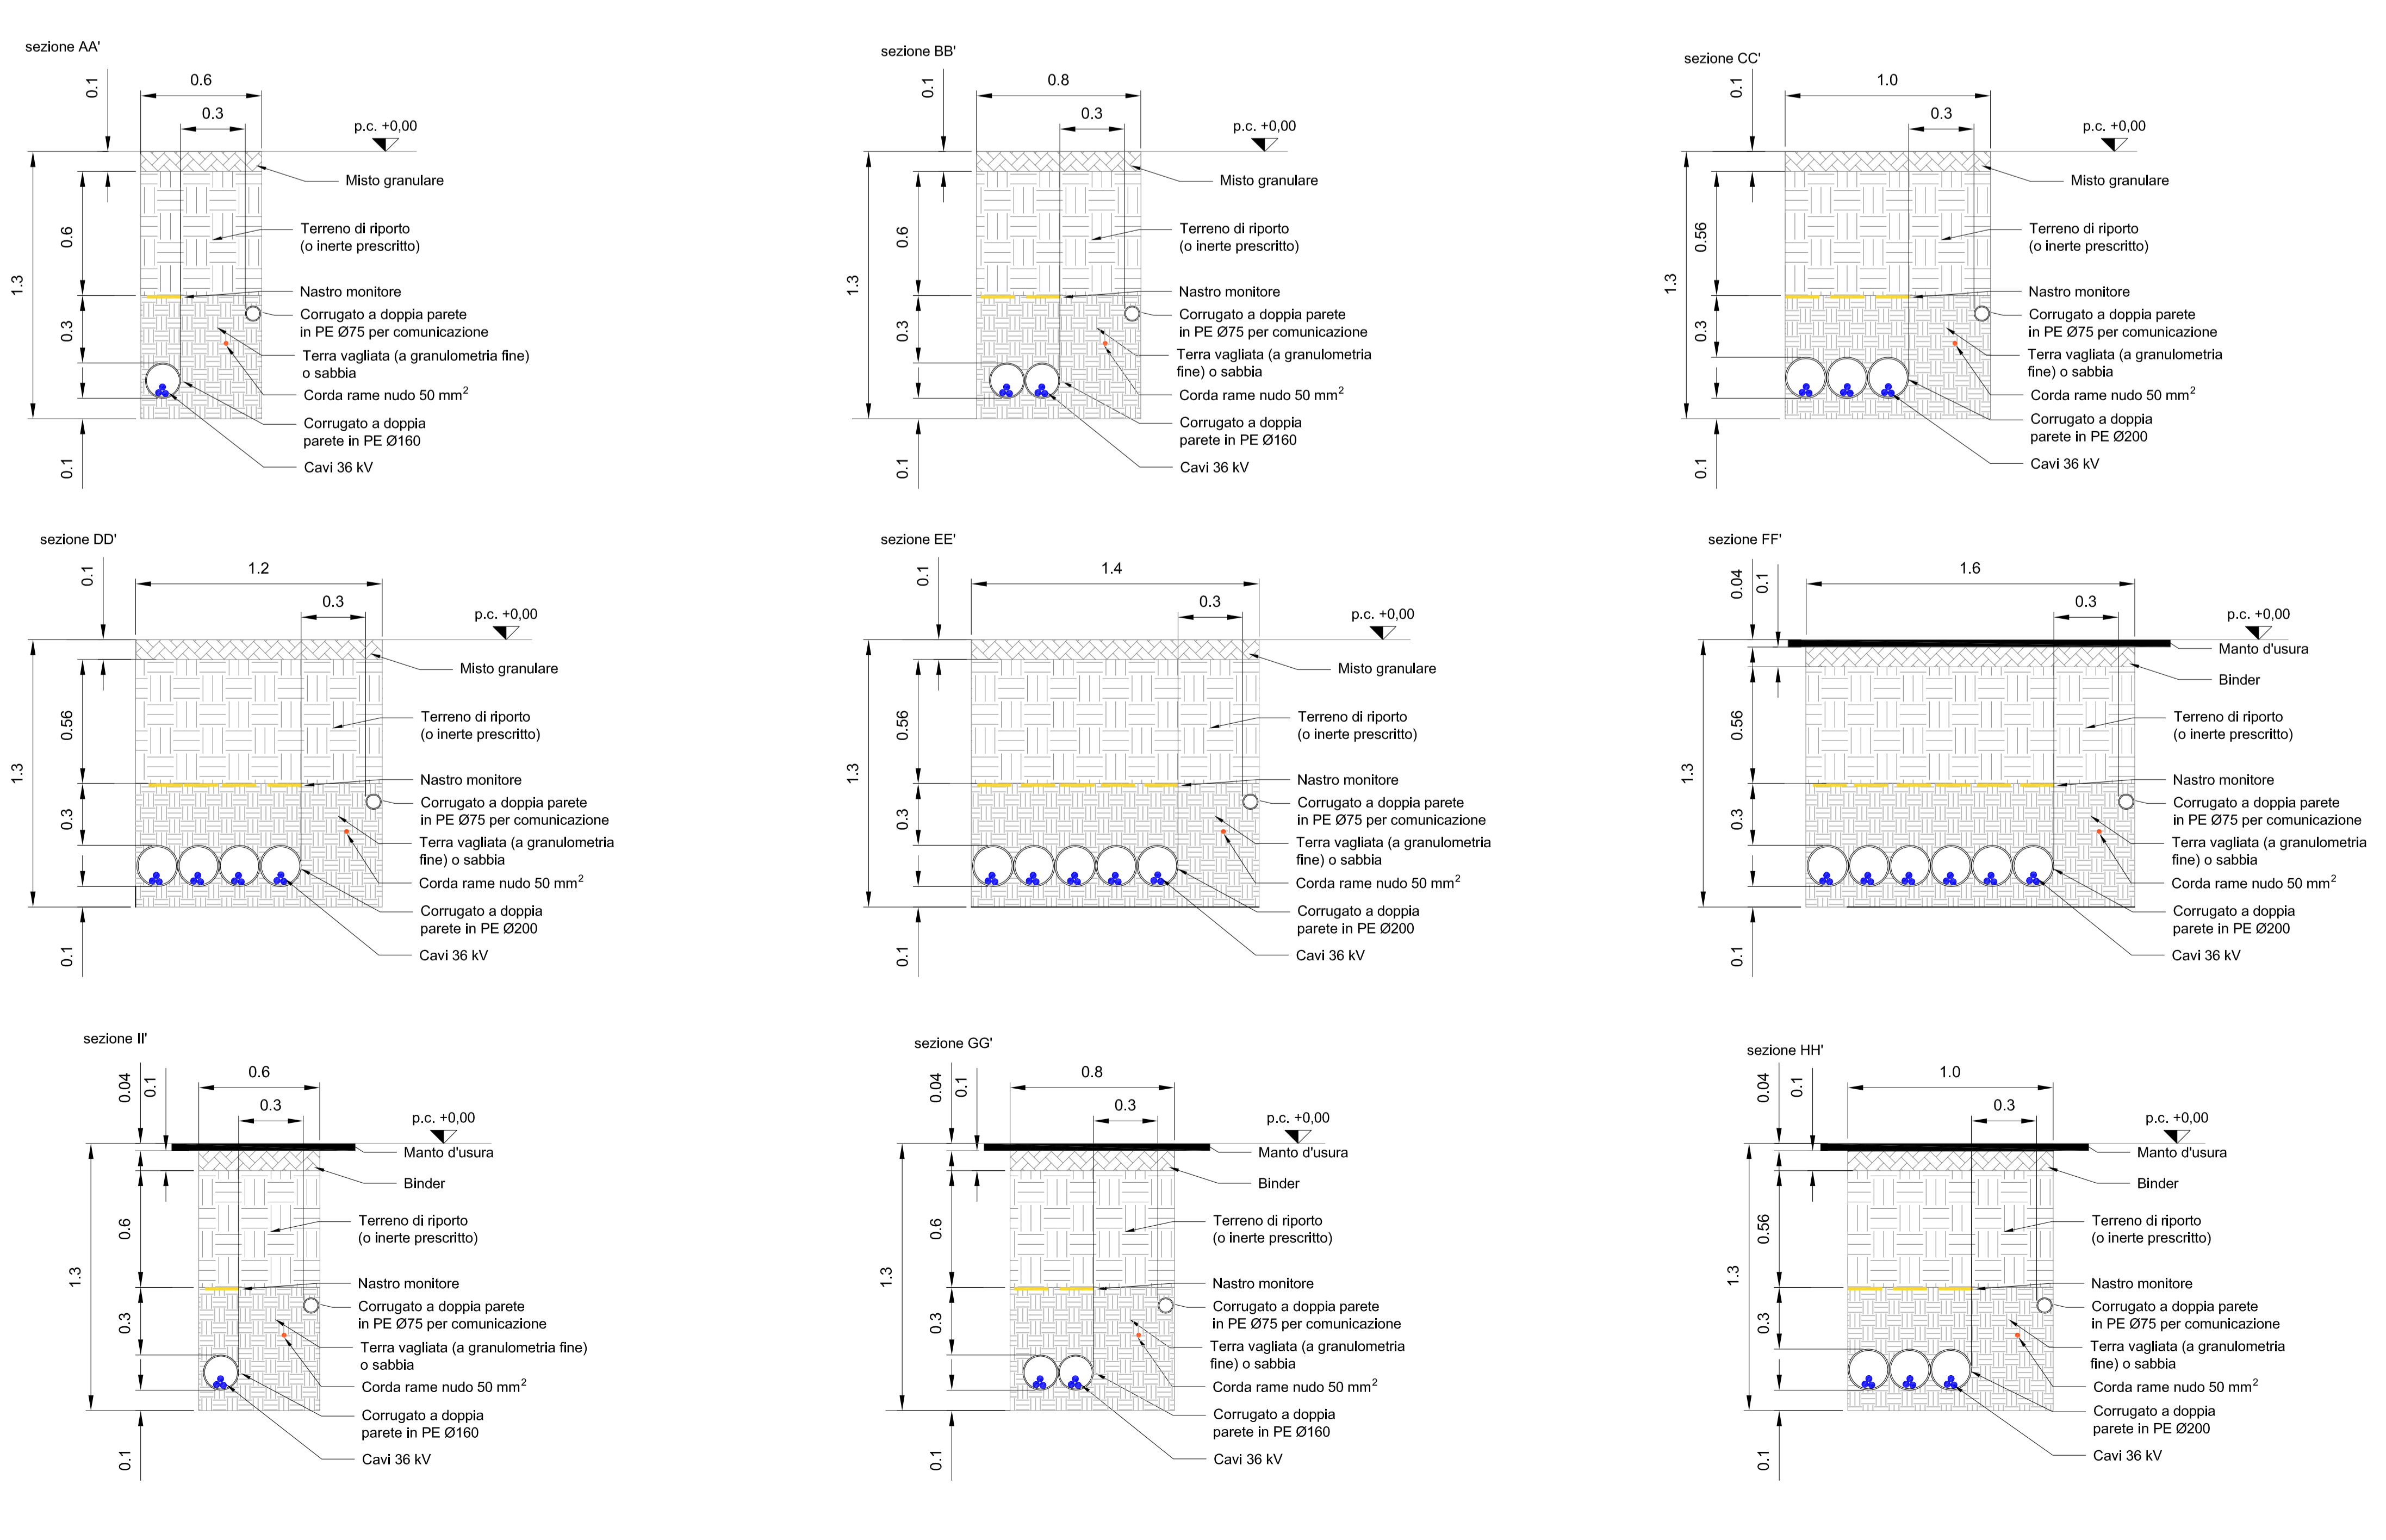 sezione AA'
0.1
0.6
0.3
p.c. +0,00
Misto granulare
Terreno di riporto
(o inerte prescritto)
Nastro monitore
Corrugato a doppia parete
in PE Ø75 per comunicazione
Terra vagliata (a granulometria fine)
o sabbia
Corda rame nudo 50 mm²
Corrugato a doppia
parete in PE Ø160
Cavi 36 kV
1.3
0.6
0.3
0.1
sezione BB'
0.1
0.8
0.3
p.c. +0,00
Misto granulare
Terreno di riporto
(o inerte prescritto)
Nastro monitore
Corrugato a doppia parete
in PE Ø75 per comunicazione
Terra vagliata (a granulometria
fine) o sabbia
Corda rame nudo 50 mm²
Corrugato a doppia
parete in PE Ø160
Cavi 36 kV
1.3
0.6
0.3
0.1
sezione CC'
0.1
1.0
0.3
p.c. +0,00
Misto granulare
Terreno di riporto
(o inerte prescritto)
Nastro monitore
Corrugato a doppia parete
in PE Ø75 per comunicazione
Terra vagliata (a granulometria
fine) o sabbia
Corda rame nudo 50 mm²
Corrugato a doppia
parete in PE Ø200
Cavi 36 kV
1.3
0.56
0.3
0.1
sezione DD'
0.1
1.2
0.3
p.c. +0,00
Misto granulare
Terreno di riporto
(o inerte prescritto)
Nastro monitore
Corrugato a doppia parete
in PE Ø75 per comunicazione
Terra vagliata (a granulometria
fine) o sabbia
Corda rame nudo 50 mm²
Corrugato a doppia
parete in PE Ø200
Cavi 36 kV
1.3
0.56
0.3
0.1
sezione EE'
0.1
1.4
0.3
p.c. +0,00
Misto granulare
Terreno di riporto
(o inerte prescritto)
Nastro monitore
Corrugato a doppia parete
in PE Ø75 per comunicazione
Terra vagliata (a granulometria
fine) o sabbia
Corda rame nudo 50 mm²
Corrugato a doppia
parete in PE Ø200
Cavi 36 kV
1.3
0.56
0.3
0.1
sezione FF'
0.04
0.1
1.6
0.3
p.c. +0,00
Manto d'usura
Binder
Terreno di riporto
(o inerte prescritto)
Nastro monitore
Corrugato a doppia parete
in PE Ø75 per comunicazione
Terra vagliata (a granulometria
fine) o sabbia
Corda rame nudo 50 mm²
Corrugato a doppia
parete in PE Ø200
Cavi 36 kV
1.3
0.56
0.3
0.1
sezione II'
0.04
0.1
0.6
0.3
p.c. +0,00
Manto d'usura
Binder
Terreno di riporto
(o inerte prescritto)
Nastro monitore
Corrugato a doppia parete
in PE Ø75 per comunicazione
Terra vagliata (a granulometria fine)
o sabbia
Corda rame nudo 50 mm²
Corrugato a doppia
parete in PE Ø160
Cavi 36 kV
1.3
0.6
0.3
0.1
sezione GG'
0.04
0.1
0.8
0.3
p.c. +0,00
Manto d'usura
Binder
Terreno di riporto
(o inerte prescritto)
Nastro monitore
Corrugato a doppia parete
in PE Ø75 per comunicazione
Terra vagliata (a granulometria
fine) o sabbia
Corda rame nudo 50 mm²
Corrugato a doppia
parete in PE Ø160
Cavi 36 kV
1.3
0.6
0.3
0.1
sezione HH'
0.04
0.1
1.0
0.3
p.c. +0,00
Manto d'usura
Binder
Terreno di riporto
(o inerte prescritto)
Nastro monitore
Corrugato a doppia parete
in PE Ø75 per comunicazione
Terra vagliata (a granulometria
fine) o sabbia
Corda rame nudo 50 mm²
Corrugato a doppia
parete in PE Ø200
Cavi 36 kV
1.3
0.56
0.3
0.1